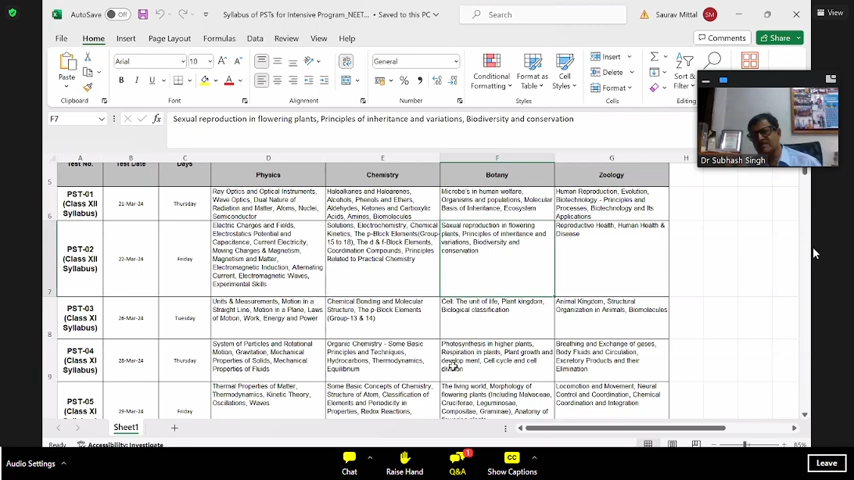 AutoSave
Off
Syllabus of PSTs for Intensive Program_NEET...
• Saved to this PC
Search
Saurav Mittal
SM
View
File
Home
Insert
Page Layout
Formulas
Data
Review
View
Help
Comments
Share
Paste
Arial
10
General
Conditional Formatting
Format as Table
Cell Styles
Insert
Delete
Format
Sort & Filter
Clipboard
Font
Alignment
Number
Styles
Cells
F7
Sexual reproduction in flowering plants, Principles of inheritance and variations, Biodiversity and conservation
Dr Subhash Singh
A B C D E F G H I J
Test No. Test Date Days
5 Physics Chemistry Botany Zoology
PST-01
(Class XII
Syllabus)
21-Mar-24
Thursday
Ray Optics and Optical Instruments,
Wave Optics, Dual Nature of
Radiation and Matter, Atoms, Nuclei,
Semiconductor
Haloalkanes and Haloarenes,
Alcohols, Phenols and Ethers,
Aldehydes, Ketones and Carboxylic
Acids, Amines, Biomolecules
Microbe's in human welfare,
Organisms and populations, Molecular
Basis of Inheritance, Ecosystem
Human Reproduction, Evolution,
Biotechnology - Principles and
Processes, Biotechnology and Its
Applications
6
PST-02
(Class XII
Syllabus)
22-Mar-24
Friday
Electric Charges and Fields,
Electrostatics Potential and
Capacitance, Current Electricity,
Moving Charges & Magnetism,
Magnetism and Matter,
Electromagnetic Induction, Alternating
Current, Electromagnetic Waves,
Experimental Skills
Solutions, Electrochemistry, Chemical
Kinetics, The p-Block Elements(Group-
15 to 18), The d & f-Block Elements,
Coordination Compounds, Principles
Related to Practical Chemistry
Sexual reproduction in flowering
plants, Principles of inheritance and
variations, Biodiversity and
conservation
Reproductive Health, Human Health &
Disease
7
PST-03
(Class XI
Syllabus)
26-Mar-24
Tuesday
Units & Measurements, Motion in a
Straight Line, Motion in a Plane, Laws
of Motion, Work, Energy and Power
Chemical Bonding and Molecular
Structure, The p-Block Elements
(Group-13 & 14)
Cell: The unit of life, Plant kingdom,
Biological classification
Animal Kingdom, Structural
Organization in Animals, Biomolecules
8
PST-04
(Class XI
Syllabus)
28-Mar-24
Thursday
System of Particles and Rotational
Motion, Gravitation, Mechanical
Properties of Solids, Mechanical
Properties of Fluids
Organic Chemistry - Some Basic
Principles and Techniques,
Hydrocarbons, Thermodynamics,
Equilibrium
Photosynthesis in higher plants,
Respiration in plants, Plant growth and
development, Cell cycle and cell
division
Breathing and Exchange of gases,
Body Fluids and Circulation,
Excretory Products and their
Elimination
9
PST-05
(Class XI
Syllabus)
29-Mar-24
Friday
Thermal Properties of Matter,
Thermodynamics, Kinetic Theory,
Oscillations, Waves
Some Basic Concepts of Chemistry,
Structure of Atom, Classification of
Elements and Periodicity in
Properties, Redox Reactions,
The living world, Morphology of
flowering plants (Including Malvaceae,
Cruciferae, Leguminosae,
Compositae, Graminae), Anatomy of
Locomotion and Movement, Neural
Control and Coordination, Chemical
Coordination and Integration
Sheet1
Ready
Accessibility: Investigate
85%
Audio Settings
Chat
Raise Hand
1
Q&A
Show Captions
Leave